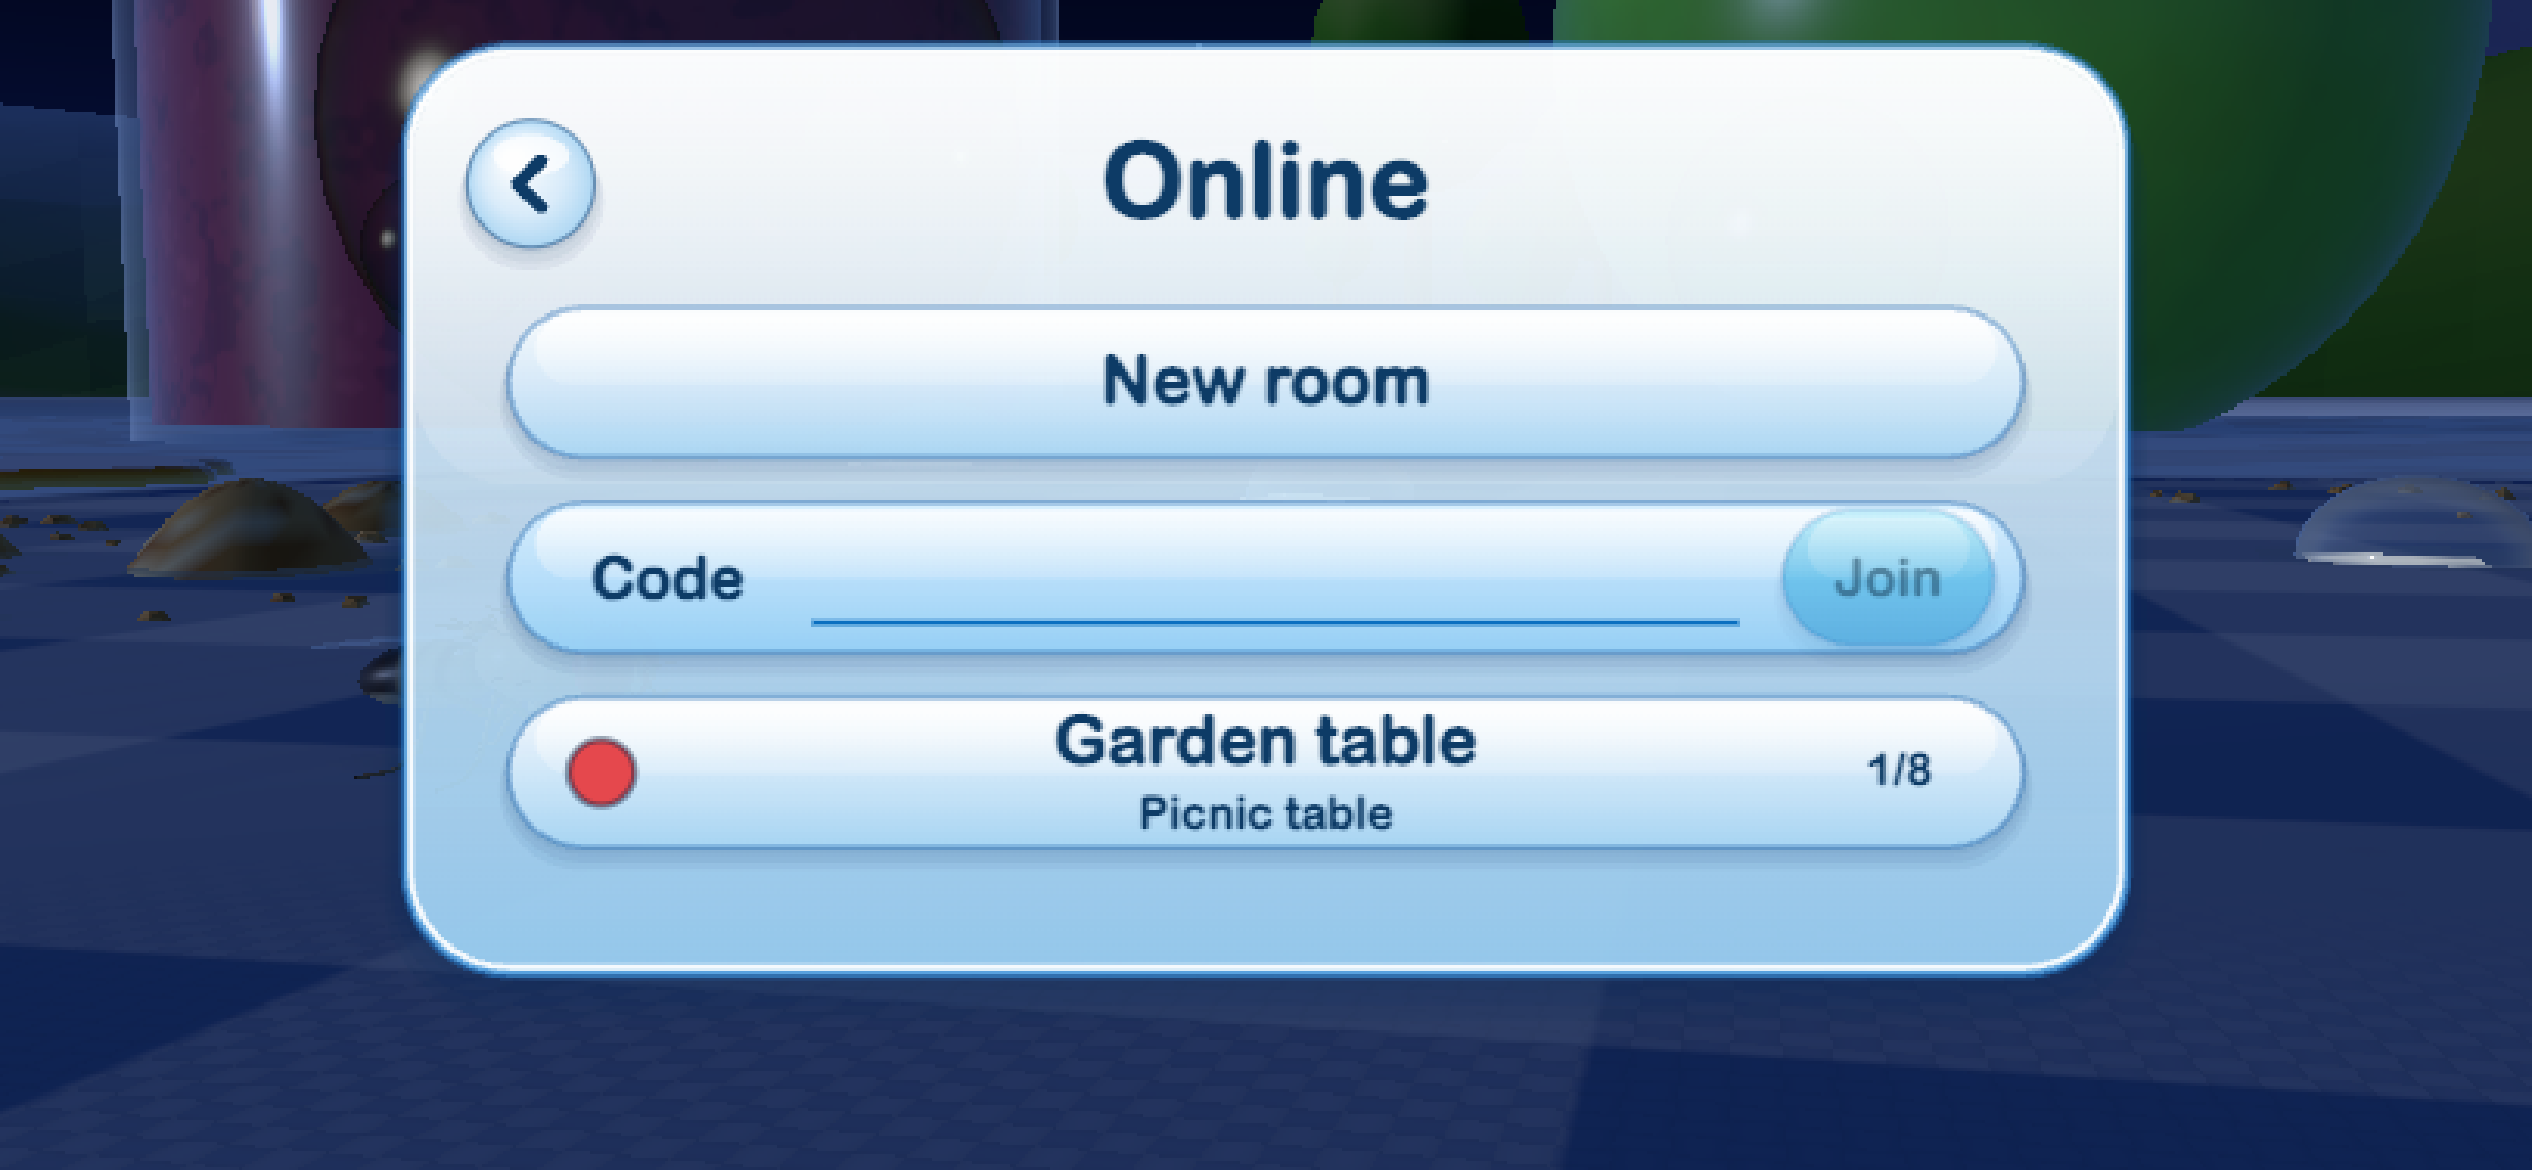 Online
New room
Code
Join
Garden table
Picnic table
1/8